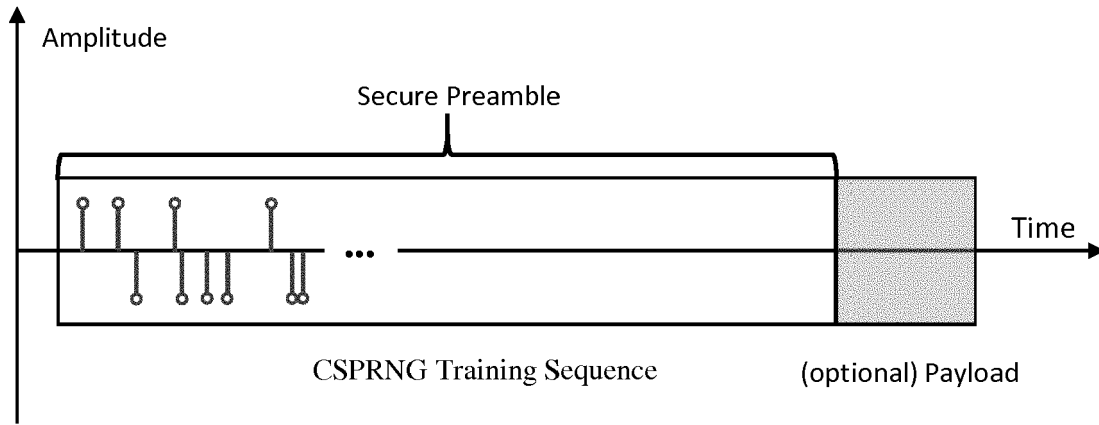 Amplitude
Secure Preamble
...
Time
CSPRNG Training Sequence
(optional) Payload